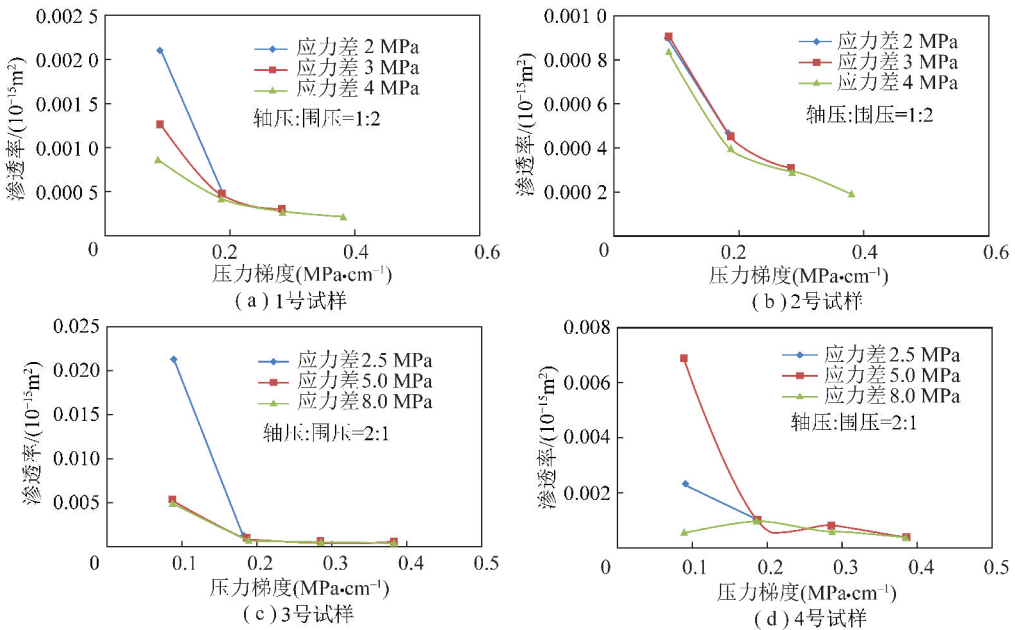 0.002 5
0.002 0
0.001 5
0.001 0
0.000 5
0
0.2
0.4
0.6
渗透率/(10⁻¹⁵m²)
应力差 2 MPa
应力差 3 MPa
应力差 4 MPa
轴压:围压=1:2
压力梯度(MPa•cm⁻¹)
( a ) 1号试样
0.001 0
0.000 8
0.000 6
0.000 4
0.000 2
0
0.2
0.4
0.6
渗透率/(10⁻¹⁵m²)
应力差 2 MPa
应力差 3 MPa
应力差 4 MPa
轴压:围压=1:2
压力梯度(MPa•cm⁻¹)
( b ) 2号试样
0.025
0.020
0.015
0.010
0.005
0
0.1
0.2
0.3
0.4
0.5
渗透率/(10⁻¹⁵m²)
应力差 2.5 MPa
应力差 5.0 MPa
应力差 8.0 MPa
轴压:围压=2:1
压力梯度(MPa•cm⁻¹)
( c ) 3号试样
0.008
0.006
0.004
0.002
0
0.1
0.2
0.3
0.4
0.5
渗透率/(10⁻¹⁵m²)
应力差 2.5 MPa
应力差 5.0 MPa
应力差 8.0 MPa
轴压:围压=2:1
压力梯度(MPa•cm⁻¹)
( d ) 4号试样